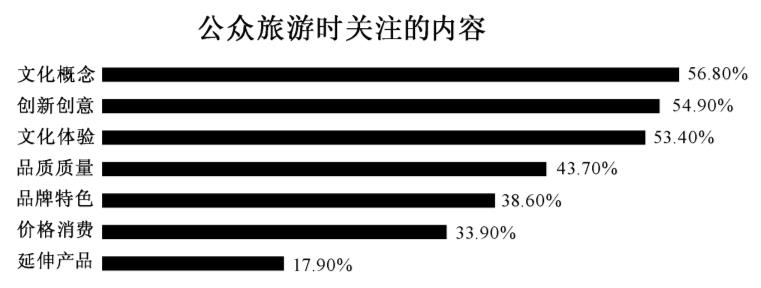 公众旅游时关注的内容
文化概念 56.80%
创新创意 54.90%
文化体验 53.40%
品质质量 43.70%
品牌特色 38.60%
价格消费 33.90%
延伸产品 17.90%